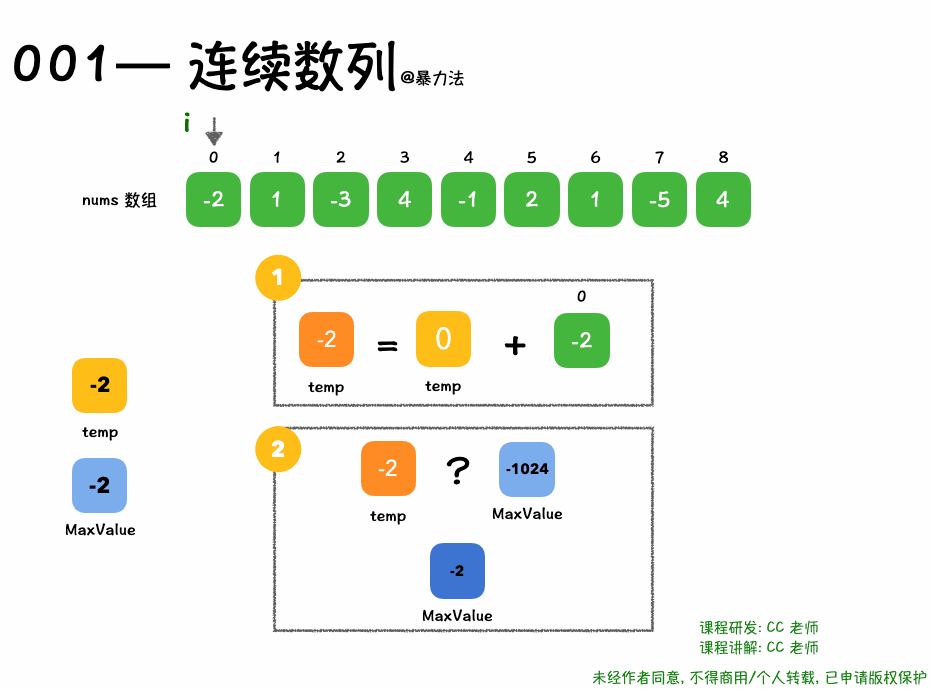 001— 连续数列@暴力法
i
0 1 2 3 4 5 6 7 8
nums 数组 -2 1 -3 4 -1 2 1 -5 4
1
0
-2 = 0 + -2
temp temp
-2
temp
2
-2 ? -1024
temp MaxValue
-2
MaxValue
-2
MaxValue
课程研发: CC 老师
课程讲解: CC 老师
未经作者同意, 不得商用/个人转载, 已申请版权保护